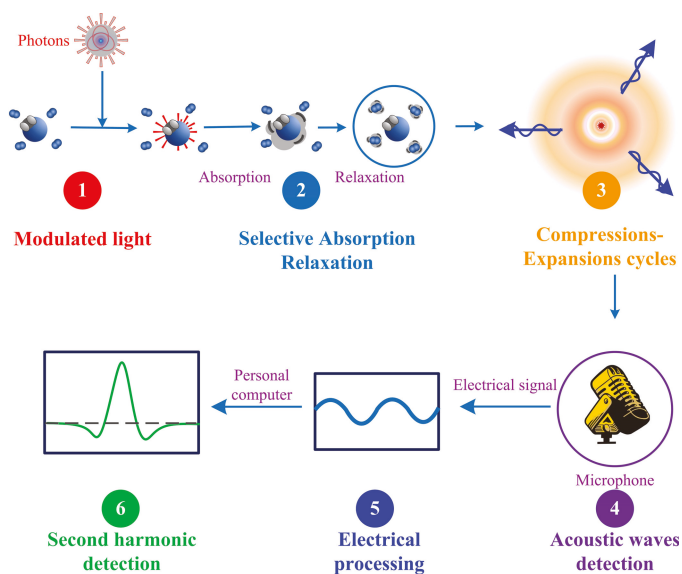 Photons
Absorption
Relaxation
1
2
3
Modulated light
Selective Absorption
Relaxation
Compressions-
Expansions cycles
Personal
computer
Electrical signal
Microphone
6
5
4
Second harmonic
detection
Electrical
processing
Acoustic waves
detection